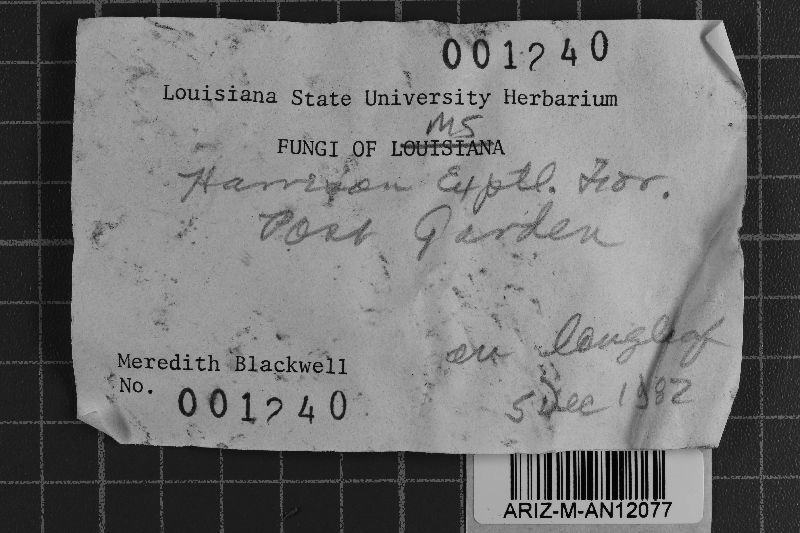 001240
Louisiana State University Herbarium
MS
FUNGI OF LOUISIANA
Harrison Exptl. For.
Post Garden
on longleaf
Meredith Blackwell
5 Dec 1982
No. 001240
ARIZ-M-AN12077